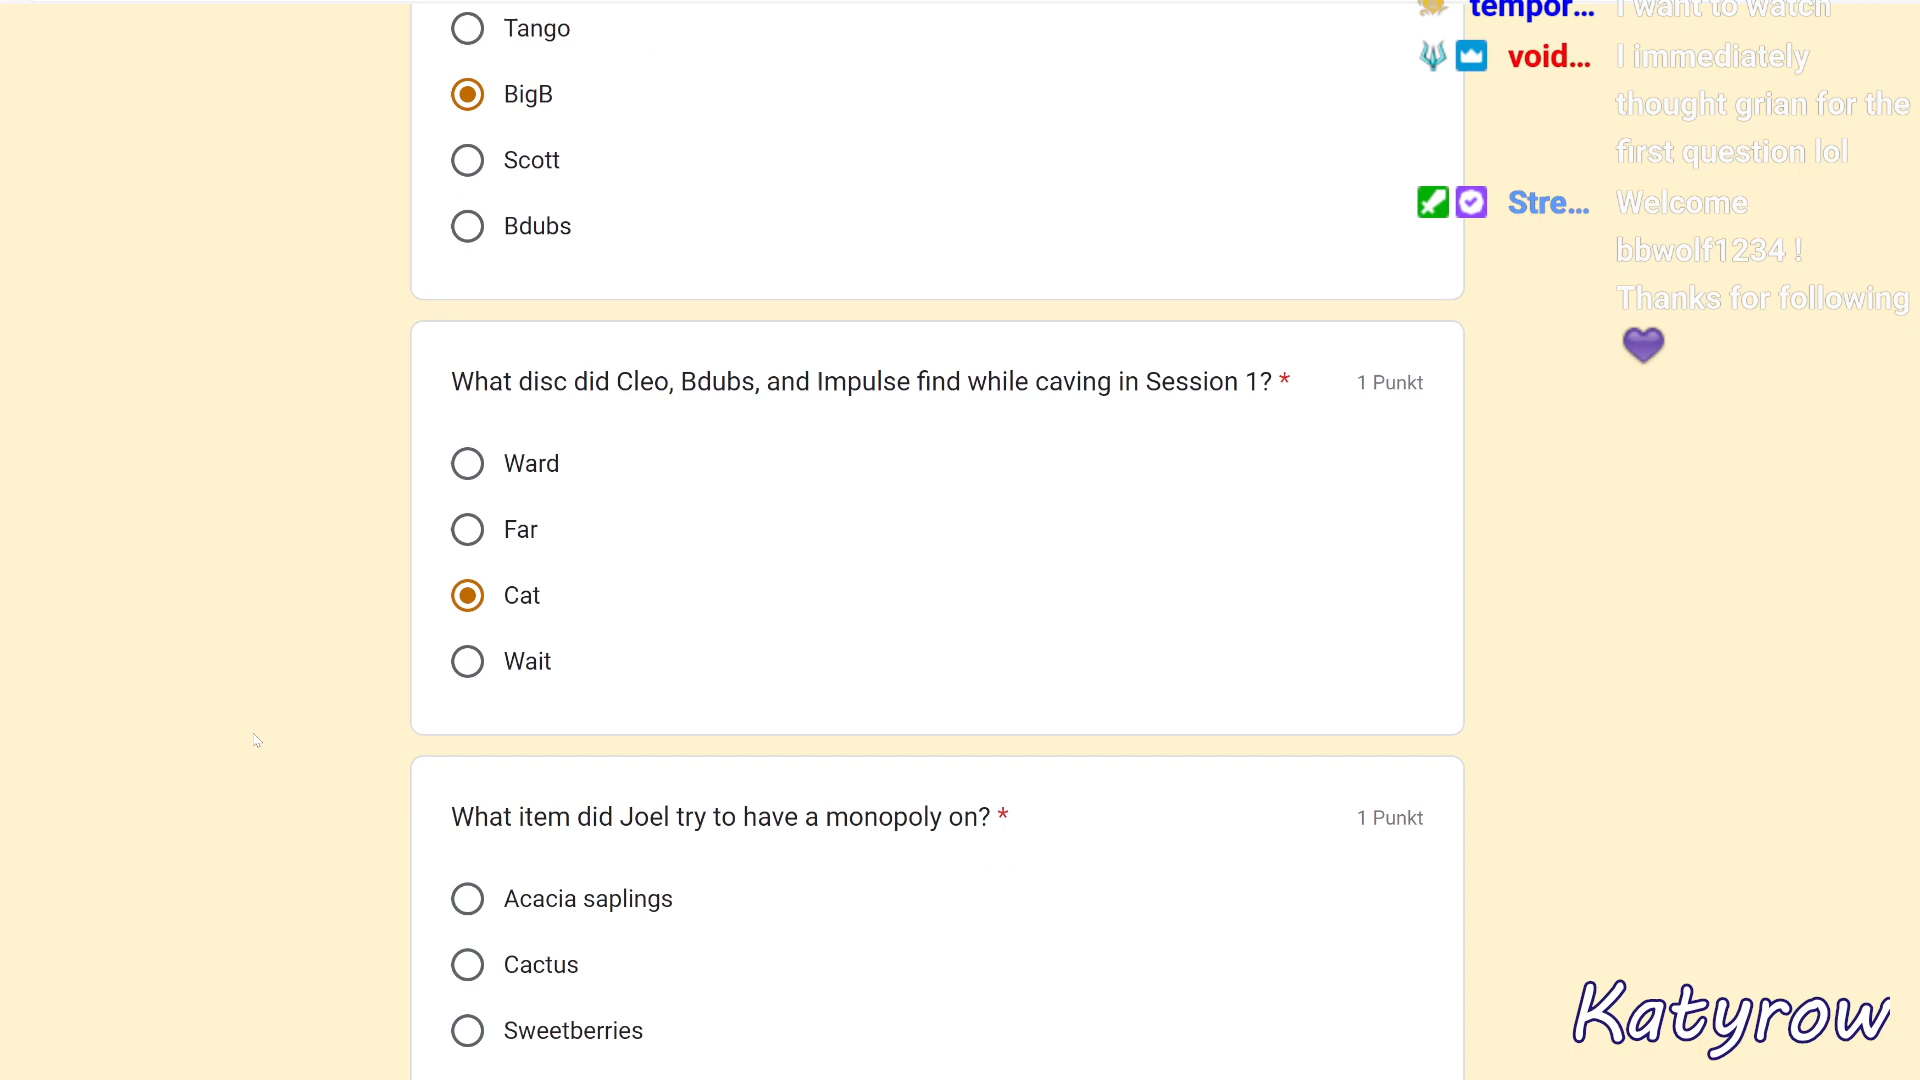 Tango
BigB
Scott
Bdubs
What disc did Cleo, Bdubs, and Impulse find while caving in Session 1? *
1 Punkt
Ward
Far
Cat
Wait
What item did Joel try to have a monopoly on? *
1 Punkt
Acacia saplings
Cactus
Sweetberries
tempor... I want to watch
void... I immediately
thought grian for the
first question lol
Stre... Welcome
bbwolf1234 !
Thanks for following
Katyrow